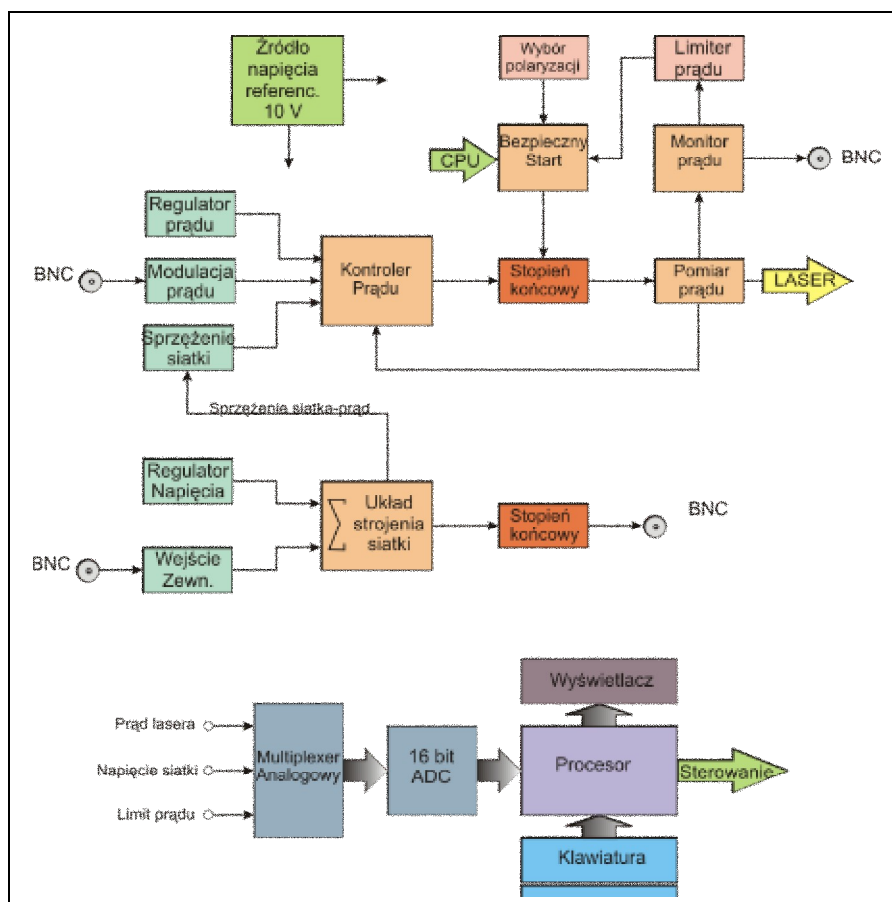 Źródło
napięcia
referenc.
10 V
Wybór
polaryzacji
Limiter
prądu
CPU
Bezpieczny
Start
Monitor
prądu
BNC
Regulator
prądu
BNC
Modulacja
prądu
Kontroler
Prądu
Stopień
końcowy
Pomiar
prądu
LASER
Sprzężenie
siatki
Sprzężenie siatka-prąd
Regulator
Napięcia
Układ
strojenia
siatki
Stopień
końcowy
BNC
BNC
Wejście
Zewn.
Wyświetlacz
Prąd lasera
Napięcie siatki
Limit prądu
Multiplexer
Analogowy
16 bit
ADC
Procesor
Sterowanie
Klawiatura